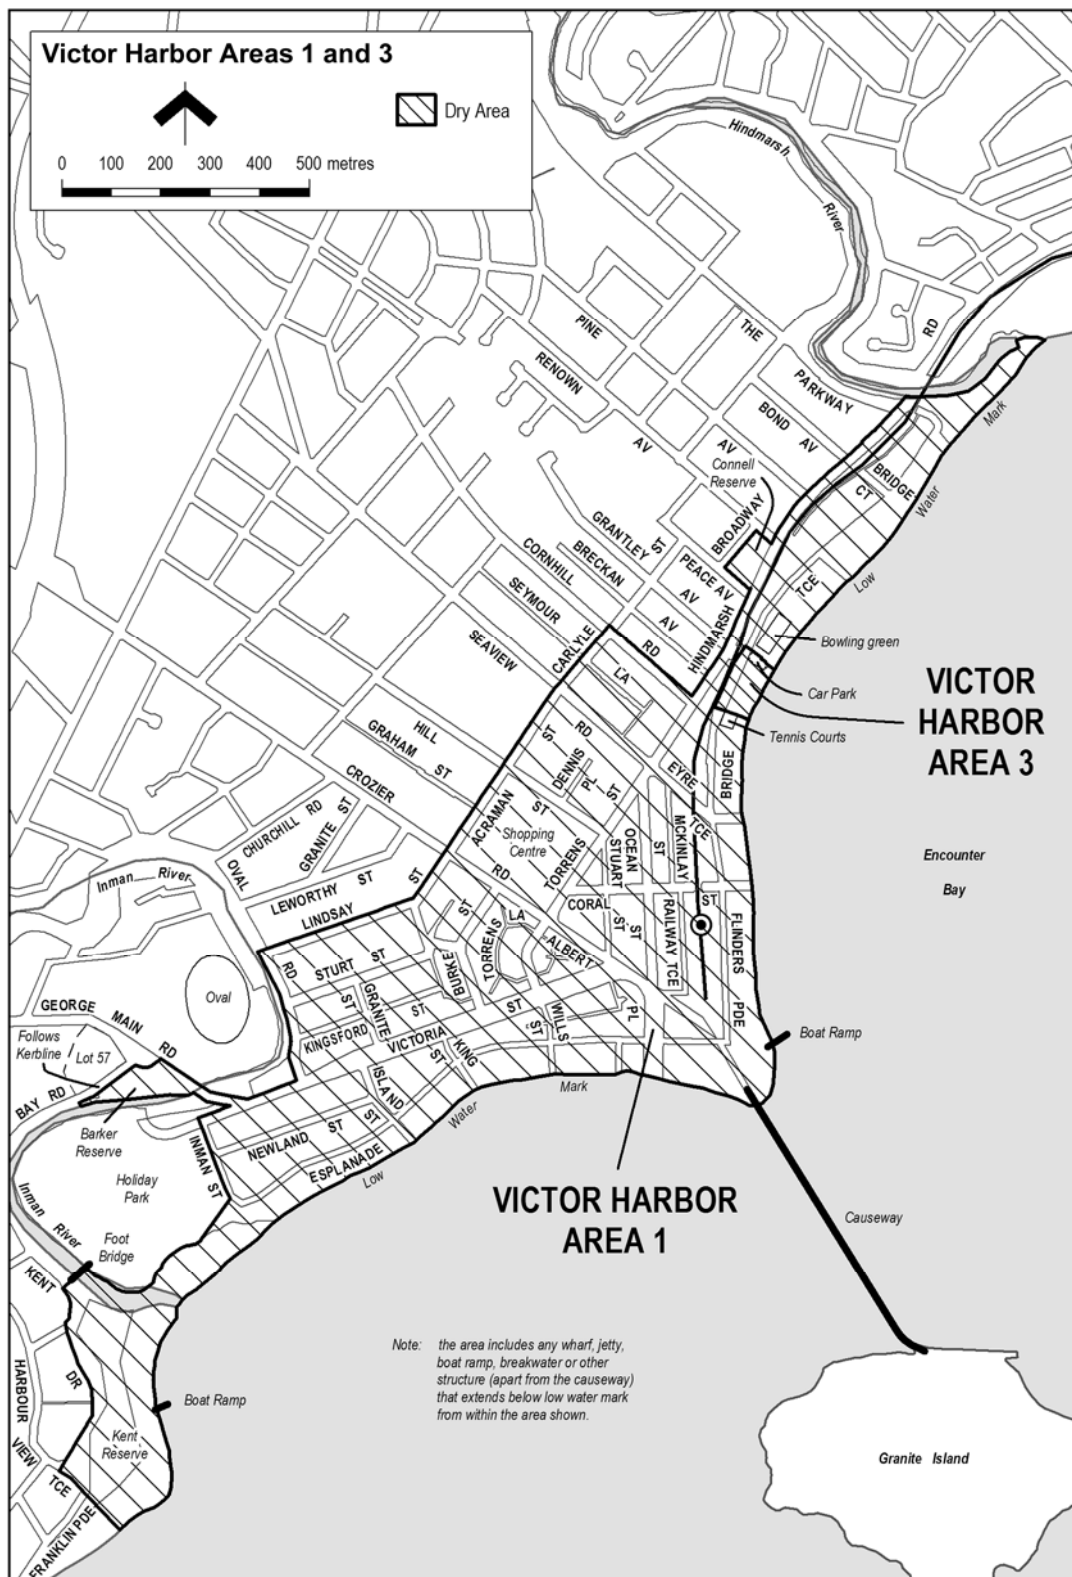 Victor Harbor Areas 1 and 3
Dry Area
0 100 200 300 400 500 metres
Hindmarsh
River
RD
PINE
THE
RENOWN
PARKWAY
BOND AV
Mark
AV
AV
Connell
Reserve
BRIDGE
CT
Water
BROADWAY
GRANTLEY
ST
BRECKAN
CORNHILL
PEACE AV
TCE
Low
SEYMOUR
AV
AV
HINDMARSH
Bowling green
SEAVIEW
CARLYLE
RD
LA
Car Park
VICTOR
HARBOR
AREA 3
Tennis Courts
HILL
GRAHAM ST
CROZIER
ST
RD
DENNIS
PL
ST
EYRE
TCE
BRIDGE
ACRAMAN
ST
Shopping
Centre
OCEAN
STUART
ST
MCKINLAY
ST
TORRENS
RD
CHURCHILL RD
GRANITE ST
OVAL
Encounter
Bay
Inman River
LEWORTHY ST
LINDSAY
ST
ST
LA
CORAL ST
ST
RAILWAY TCE
FLINDERS
PDE
TORRENS
ALBERT
PL
BURKE
STURT ST
RD
ST
GRANITE
ST
KINGSFORD
VICTORIA
ST
ST
WILLS
ST
KING
Oval
GEORGE MAIN RD
Follows
Kerbline
Lot 57
BAY RD
Boat Ramp
ISLAND
ST
Mark
Water
Barker
Reserve
INMAN ST
NEWLAND ST
ESPLANADE
Low
Holiday
Park
VICTOR HARBOR
AREA 1
Causeway
Inman River
Foot
Bridge
KENT
DR
HARBOUR
VIEW
TCE
Boat Ramp
Kent
Reserve
FRANKLIN PDE
Note: the area includes any wharf, jetty,
boat ramp, breakwater or other
structure (apart from the causeway)
that extends below low water mark
from within the area shown.
Granite Island